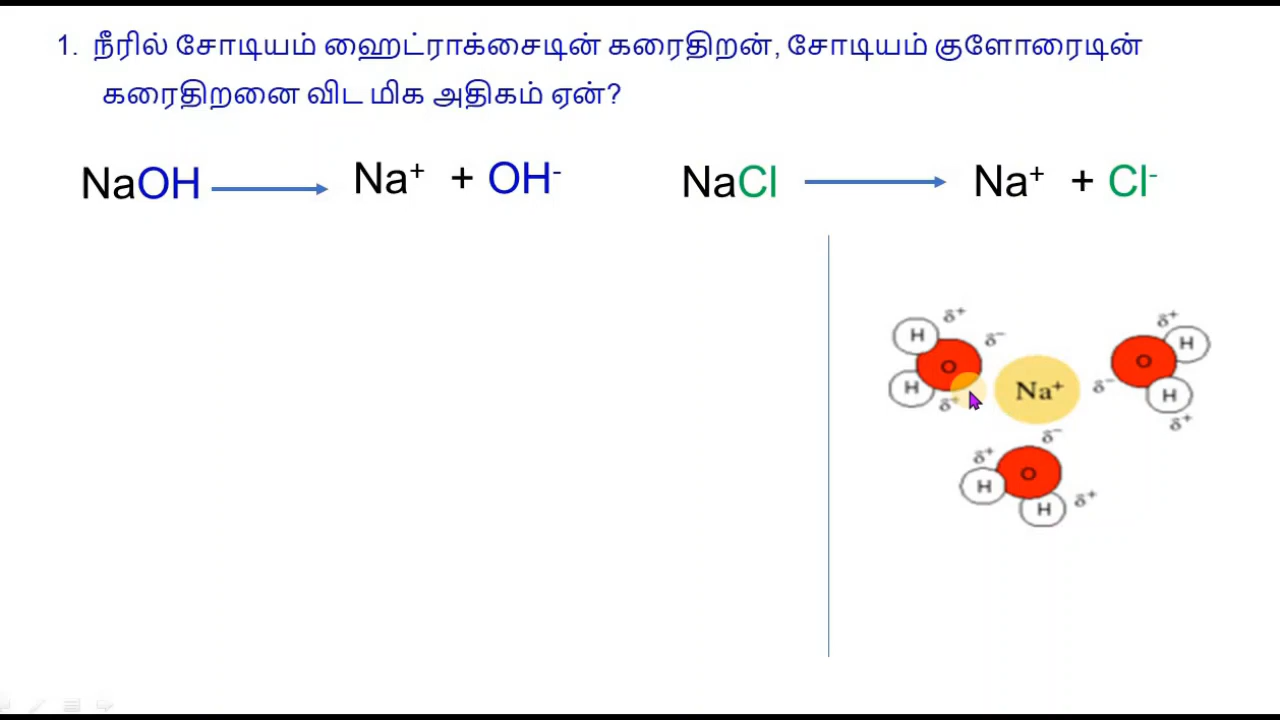 1. நீரில் சோடியம் ஹைட்ராக்சைடின் கரைதிறன், சோடியம் குளோரைடின்
கரைதிறனை விட மிக அதிகம் ஏன்?
NaOH Na⁺ + OH⁻ NaCl Na⁺ + Cl⁻
δ⁺ δ⁺
H δ⁻ H
O Na⁺ δ⁻ O
H δ⁺ H
δ⁺
δ⁻
δ⁺ O
H δ⁺
H